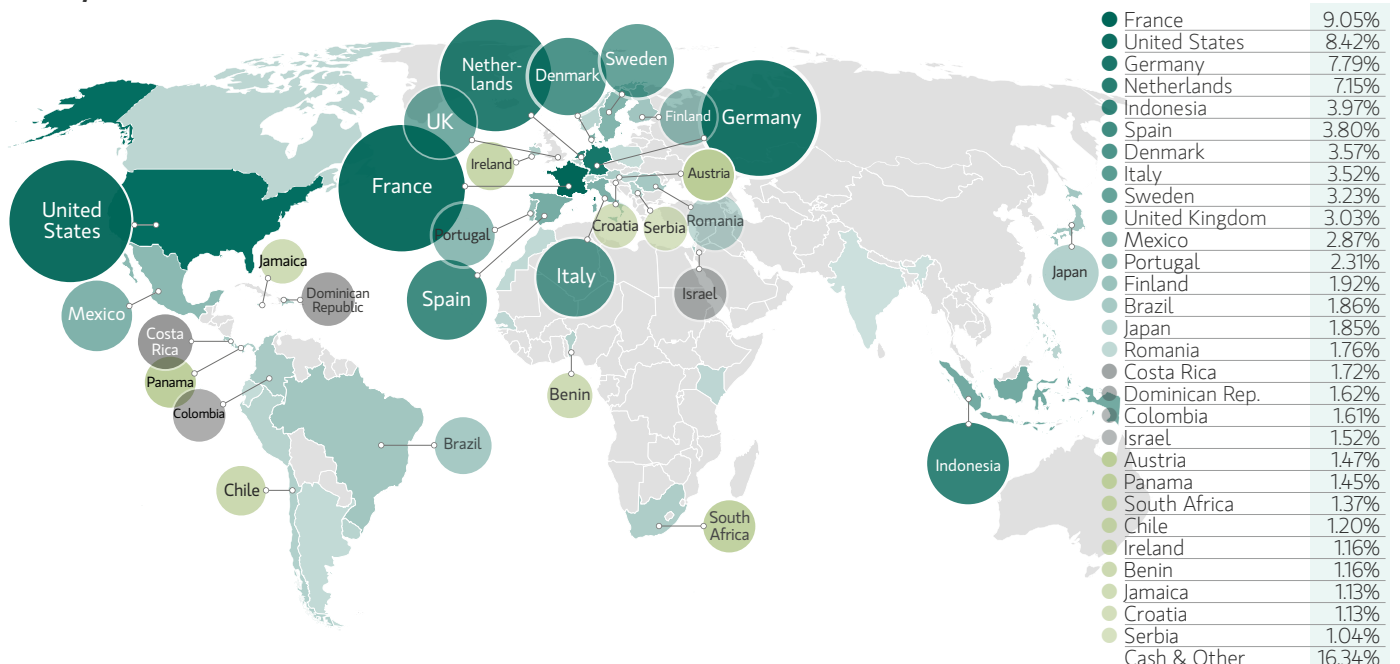 Nether-
lands
Denmark
Sweden
UK
Finland
Germany
Ireland
France
Austria
United
States
Portugal
Croatia
Serbia
Romania
Jamaica
Italy
Spain
Israel
Japan
Dominican
Republic
Mexico
Costa
Rica
Panama
Colombia
Benin
Brazil
Indonesia
Chile
South
Africa
France 9.05%
United States 8.42%
Germany 7.79%
Netherlands 7.15%
Indonesia 3.97%
Spain 3.80%
Denmark 3.57%
Italy 3.52%
Sweden 3.23%
United Kingdom 3.03%
Mexico 2.87%
Portugal 2.31%
Finland 1.92%
Brazil 1.86%
Japan 1.85%
Romania 1.76%
Costa Rica 1.72%
Dominican Rep. 1.62%
Colombia 1.61%
Israel 1.52%
Austria 1.47%
Panama 1.45%
South Africa 1.37%
Chile 1.20%
Ireland 1.16%
Benin 1.16%
Jamaica 1.13%
Croatia 1.13%
Serbia 1.04%
Cash & Other 16.34%